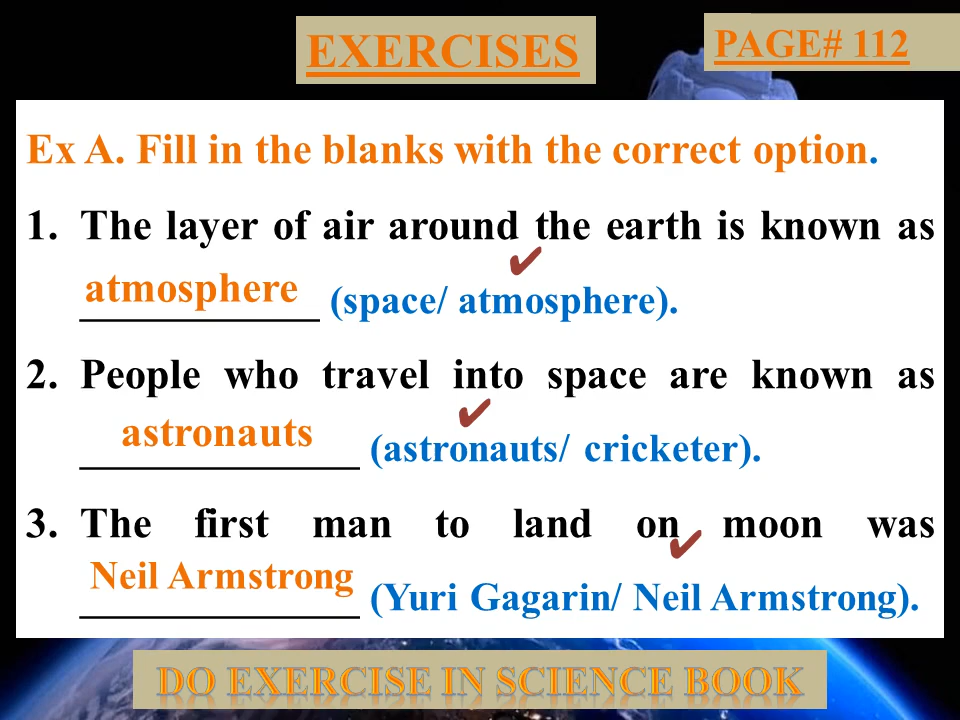 EXERCISES
PAGE# 112
Ex A. Fill in the blanks with the correct option.
1. The layer of air around the earth is known as
atmosphere
____________ (space/ atmosphere).
2. People who travel into space are known as
astronauts
______________ (astronauts/ cricketer).
3. The first man to land on moon was
Neil Armstrong
______________ (Yuri Gagarin/ Neil Armstrong).
DO EXERCISE IN SCIENCE BOOK